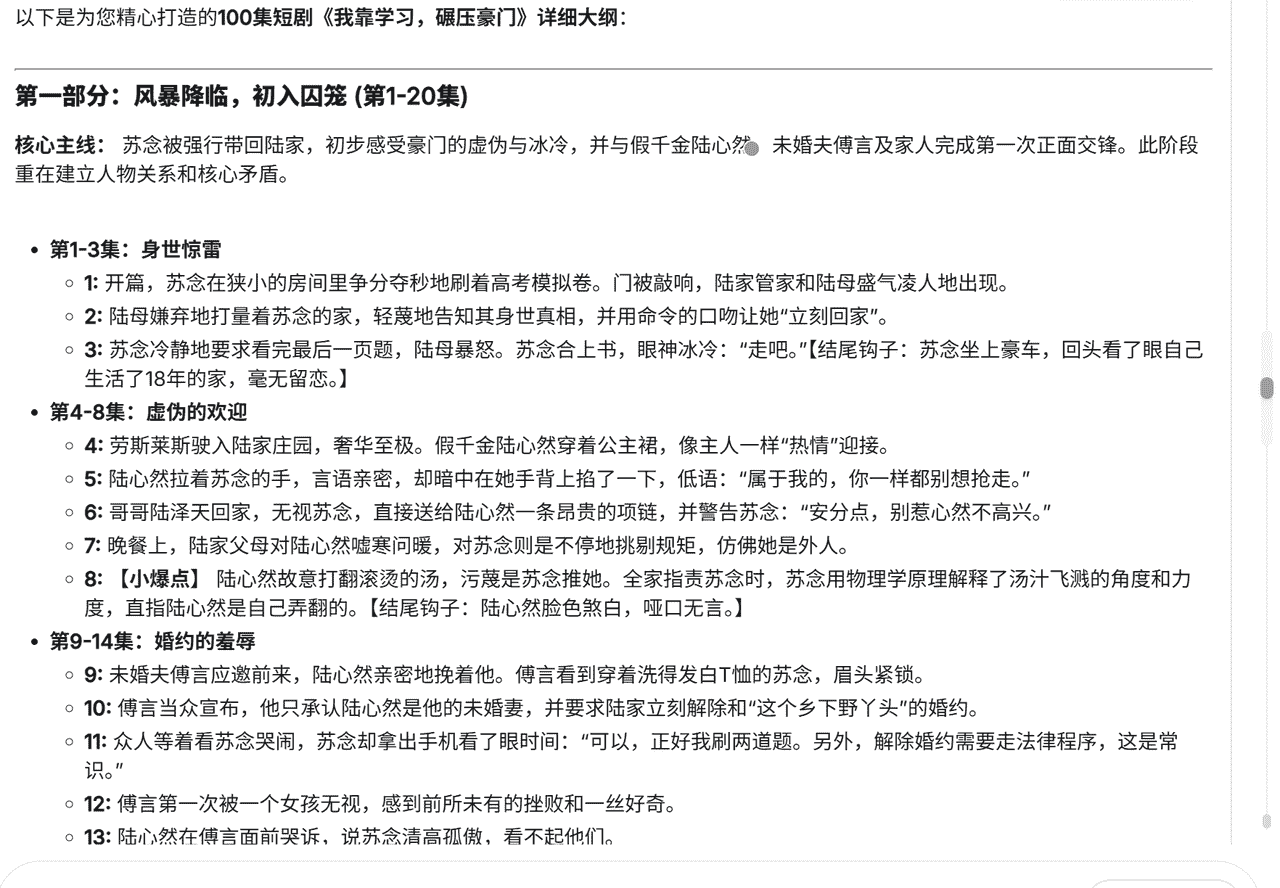 以下是为您精心打造的100集短剧《我靠学习，碾压豪门》详细大纲：
第一部分：风暴降临，初入囚笼 (第1-20集)
核心主线： 苏念被强行带回陆家，初步感受豪门的虚伪与冰冷，并与假千金陆心然 未婚夫傅言及家人完成第一次正面交锋。此阶段
重在建立人物关系和核心矛盾。
• 第1-3集：身世惊雷
○ 1: 开篇，苏念在狭小的房间里争分夺秒地刷着高考模拟卷。门被敲响，陆家管家和陆母盛气凌人地出现。
○ 2: 陆母嫌弃地打量着苏念的家，轻蔑地告知其身世真相，并用命令的口吻让她“立刻回家”。
○ 3: 苏念冷静地要求看完最后一页题，陆母暴怒。苏念合上书，眼神冰冷：“走吧。”【结尾钩子：苏念坐上豪车，回头看了眼自己
生活了18年的家，毫无留恋。】
• 第4-8集：虚伪的欢迎
○ 4: 劳斯莱斯驶入陆家庄园，奢华至极。假千金陆心然穿着公主裙，像主人一样“热情”迎接。
○ 5: 陆心然拉着苏念的手，言语亲密，却暗中在她手背上掐了一下，低语：“属于我的，你一样都别想抢走。”
○ 6: 哥哥陆泽天回家，无视苏念，直接送给陆心然一条昂贵的项链，并警告苏念：“安分点，别惹心然不高兴。”
○ 7: 晚餐上，陆家父母对陆心然嘘寒问暖，对苏念则是不停地挑剔规矩，仿佛她是外人。
○ 8: 【小爆点】 陆心然故意打翻滚烫的汤，污蔑是苏念推她。全家指责苏念时，苏念用物理学原理解释了汤汁飞溅的角度和力
度，直指陆心然是自己弄翻的。【结尾钩子：陆心然脸色煞白，哑口无言。】
• 第9-14集：婚约的羞辱
○ 9: 未婚夫傅言应邀前来，陆心然亲密地挽着他。傅言看到穿着洗得发白T恤的苏念，眉头紧锁。
○ 10: 傅言当众宣布，他只承认陆心然是他的未婚妻，并要求陆家立刻解除和“这个乡下野丫头”的婚约。
○ 11: 众人等着看苏念哭闹，苏念却拿出手机看了眼时间：“可以，正好我刷两道题。另外，解除婚约需要走法律程序，这是常
识。”
○ 12: 傅言第一次被一个女孩无视，感到前所未有的挫败和一丝好奇。
○ 13: 陆心然在傅言面前哭诉，说苏念清高孤傲，看不起他们。